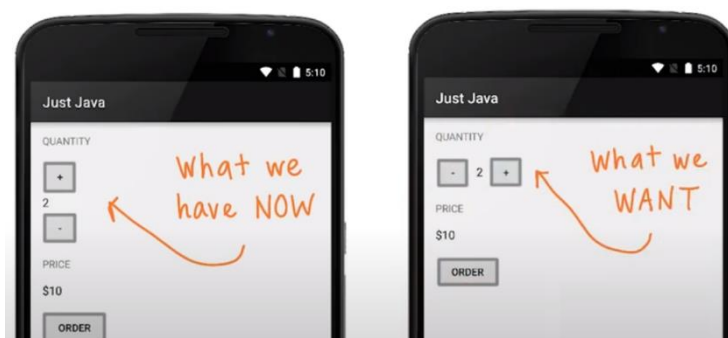 5:10
Just Java
QUANTITY
+
2
-
PRICE
$10
ORDER
What we
have NOW
5:10
Just Java
QUANTITY
- 2 +
PRICE
$10
ORDER
What we
WANT